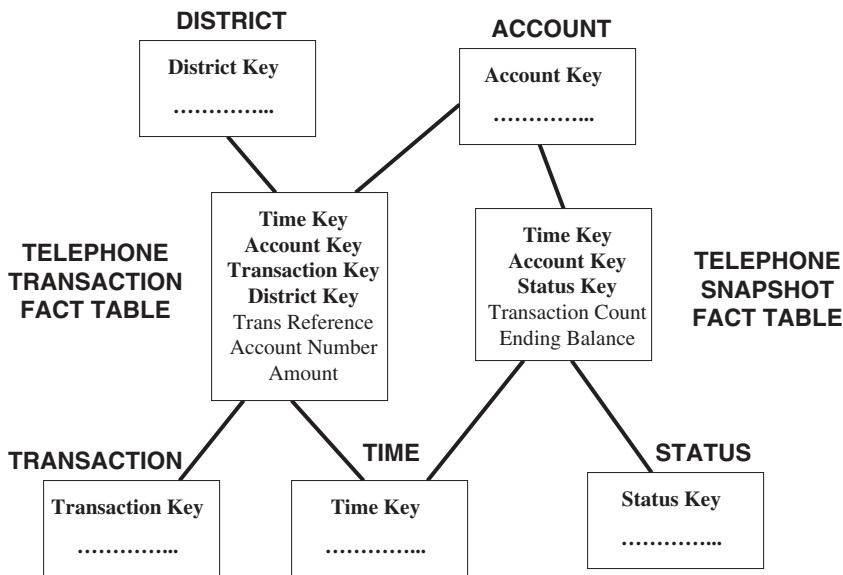 DISTRICT
District Key
…………...
ACCOUNT
Account Key
…………...
TELEPHONE
TRANSACTION
FACT TABLE
Time Key
Account Key
Transaction Key
District Key
Trans Reference
Account Number
Amount
Time Key
Account Key
Status Key
Transaction Count
Ending Balance
TELEPHONE
SNAPSHOT
FACT TABLE
TRANSACTION
Transaction Key
…………...
TIME
Time Key
…………...
STATUS
Status Key
…………...